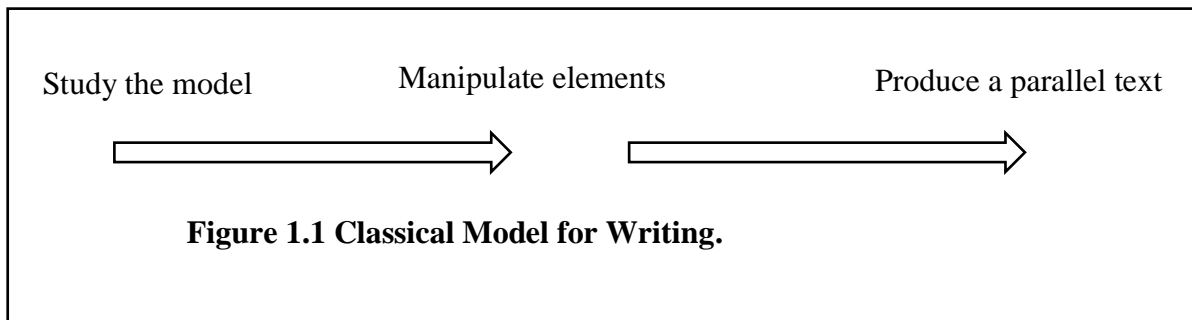 Study the model
Manipulate elements
Produce a parallel text
Figure 1.1 Classical Model for Writing.